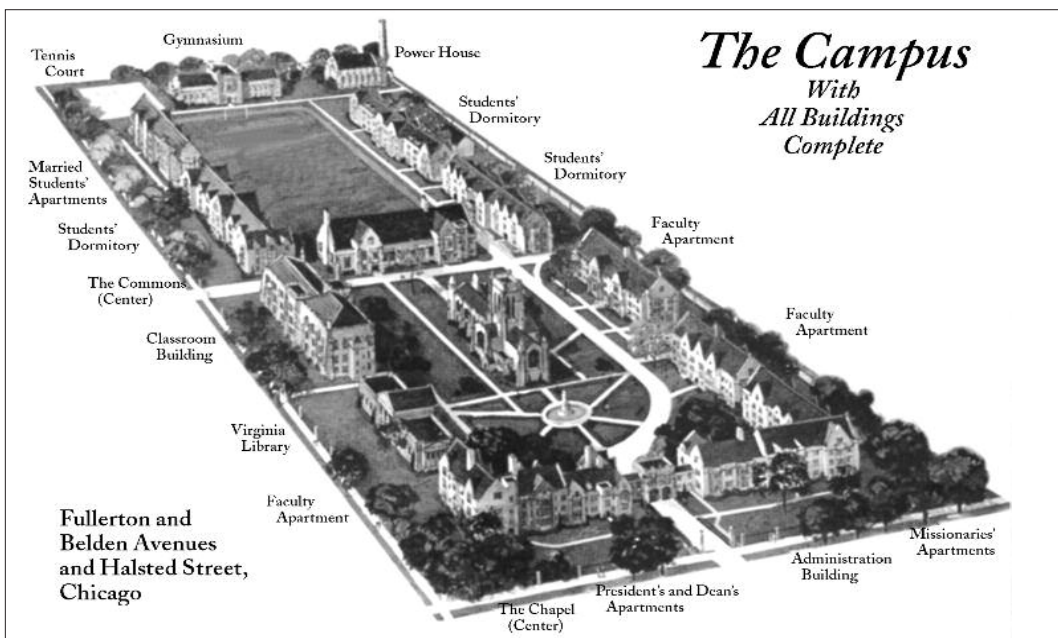 The Campus
With
All Buildings
Complete
Gymnasium
Power House
Tennis
Court
Students'
Dormitory
Students'
Dormitory
Married
Students'
Apartments
Faculty
Apartment
Students'
Dormitory
The Commons
(Center)
Faculty
Apartment
Classroom
Building
Virginia
Library
Faculty
Apartment
Fullerton and
Belden Avenues
and Halsted Street,
Chicago
Missionaries'
Apartments
Administration
Building
President's and Dean's
Apartments
The Chapel
(Center)